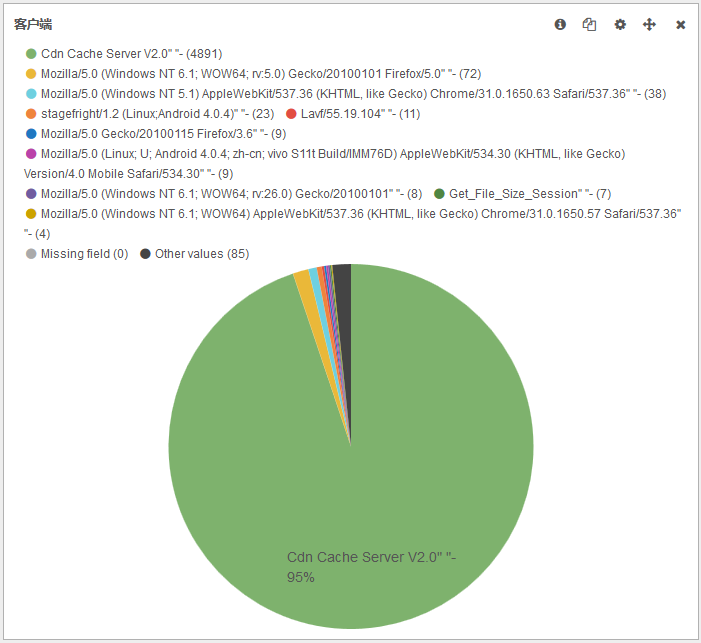 客户端
Cdn Cache Server V2.0" "- (4891)
Mozilla/5.0 (Windows NT 6.1; WOW64; rv:5.0) Gecko/20100101 Firefox/5.0" "- (72)
Mozilla/5.0 (Windows NT 5.1) AppleWebKit/537.36 (KHTML, like Gecko) Chrome/31.0.1650.63 Safari/537.36" "- (38)
stagefright/1.2 (Linux;Android 4.0.4)" "- (23) Lavf/55.19.104" "- (11)
Mozilla/5.0 Gecko/20100115 Firefox/3.6" "- (9)
Mozilla/5.0 (Linux; U; Android 4.0.4; zh-cn; vivo S11t Build/IMM76D) AppleWebKit/534.30 (KHTML, like Gecko)
Version/4.0 Mobile Safari/534.30" "- (9)
Mozilla/5.0 (Windows NT 6.1; WOW64; rv:26.0) Gecko/20100101" "- (8) Get_File_Size_Session" "- (7)
Mozilla/5.0 (Windows NT 6.1; WOW64) AppleWebKit/537.36 (KHTML, like Gecko) Chrome/31.0.1650.57 Safari/537.36"
"- (4)
Missing field (0) Other values (85)
Cdn Cache Server V2.0" "-
95%